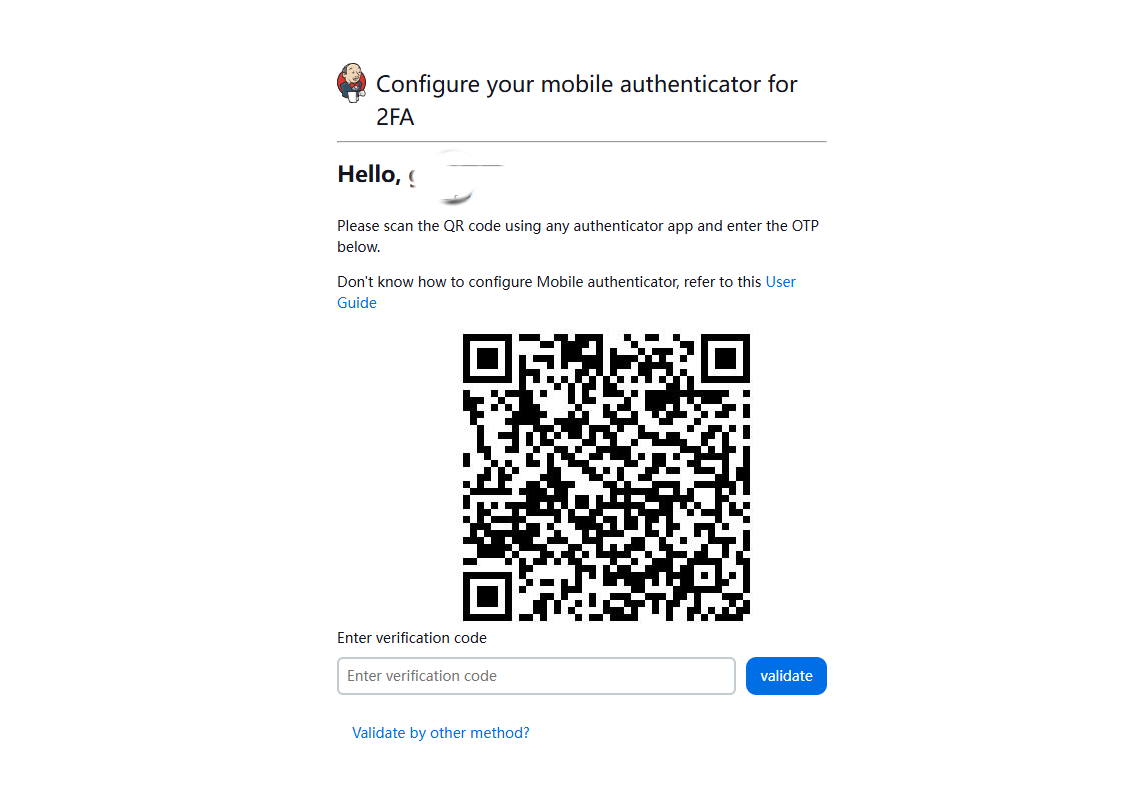 Configure your mobile authenticator for
2FA
Hello,
Please scan the QR code using any authenticator app and enter the OTP
below.
Don't know how to configure Mobile authenticator, refer to this User
Guide
Enter verification code
Enter verification code
validate
Validate by other method?